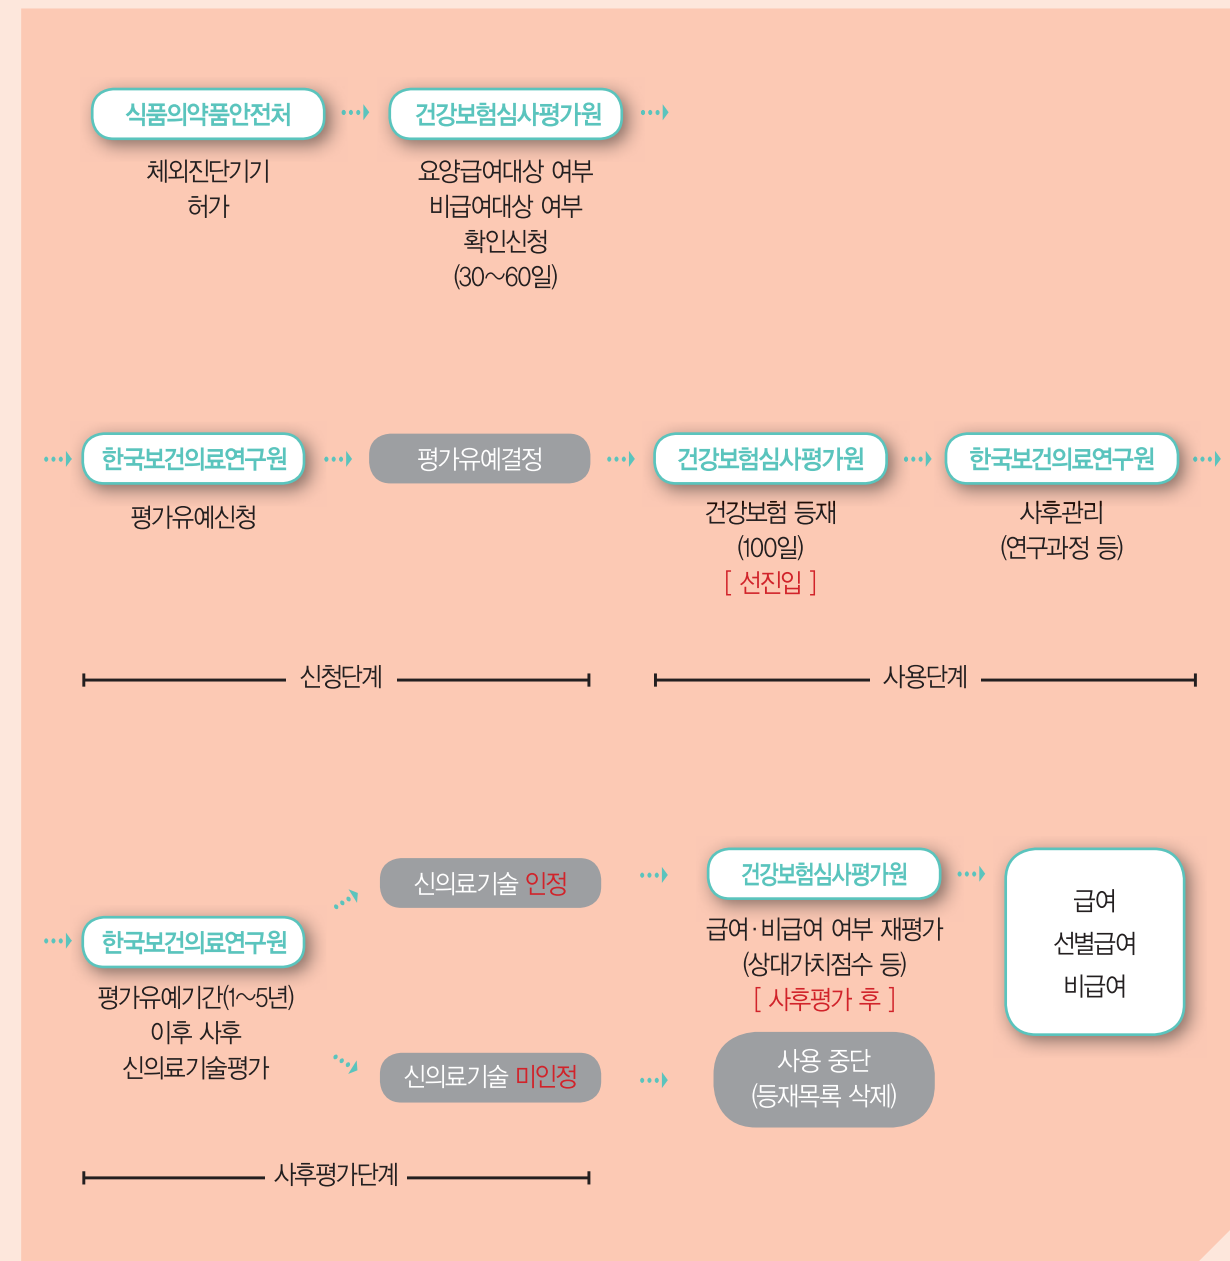 식품의약품안전처
체외진단기기
허가
건강보험심사평가원
요양급여대상 여부
비급여대상 여부
확인신청
(30~60일)
한국보건의료연구원
평가유예신청
평가유예결정
건강보험심사평가원
건강보험 등재
(100일)
[ 선진입 ]
한국보건의료연구원
사후관리
(연구과정 등)
신청단계
사용단계
한국보건의료연구원
평가유예기간(1~5년)
이후 사후
신의료기술평가
신의료기술 인정
건강보험심사평가원
급여·비급여 여부 재평가
(상대가치점수 등)
[ 사후평가 후 ]
급여
선별급여
비급여
신의료기술 미인정
사용 중단
(등재목록 삭제)
사후평가단계